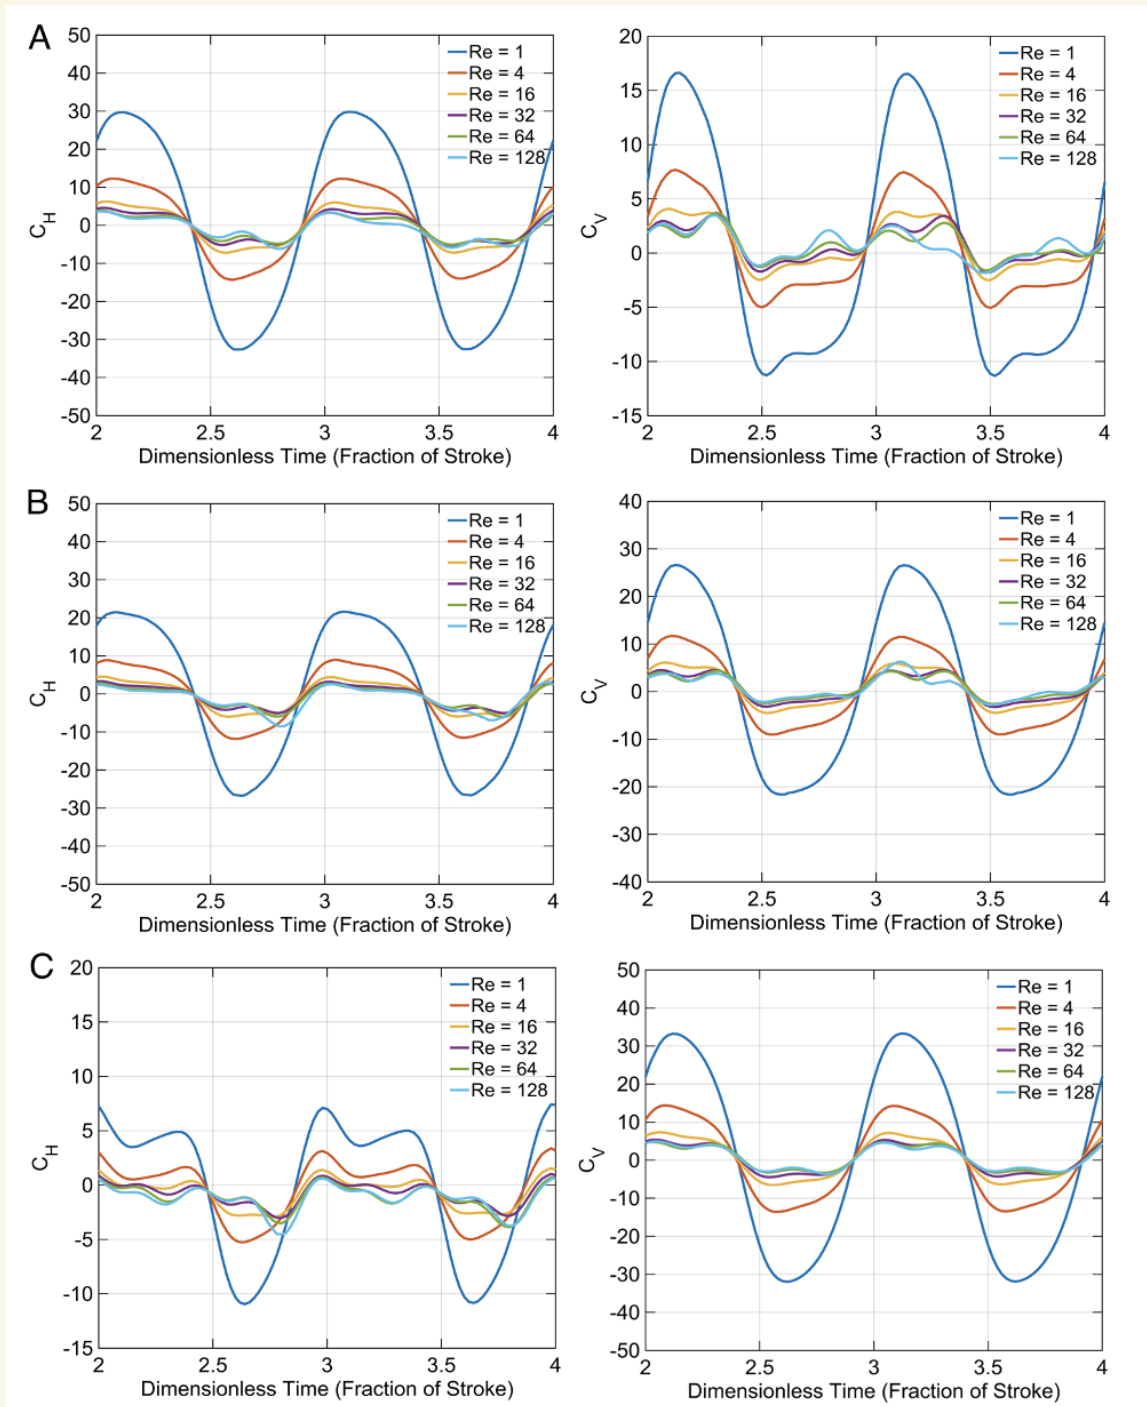 A
50
40
30
20
10
0
-10
-20
-30
-40
-50
C_H
Re = 1
Re = 4
Re = 16
Re = 32
Re = 64
Re = 128
2 2.5 3 3.5 4
Dimensionless Time (Fraction of Stroke)
20
15
10
5
0
-5
-10
-15
C_V
Re = 1
Re = 4
Re = 16
Re = 32
Re = 64
Re = 128
2 2.5 3 3.5 4
Dimensionless Time (Fraction of Stroke)
B
50
40
30
20
10
0
-10
-20
-30
-40
-50
C_H
Re = 1
Re = 4
Re = 16
Re = 32
Re = 64
Re = 128
2 2.5 3 3.5 4
Dimensionless Time (Fraction of Stroke)
40
30
20
10
0
-10
-20
-30
-40
C_V
Re = 1
Re = 4
Re = 16
Re = 32
Re = 64
Re = 128
2 2.5 3 3.5 4
Dimensionless Time (Fraction of Stroke)
C
20
15
10
5
0
-5
-10
-15
C_H
Re = 1
Re = 4
Re = 16
Re = 32
Re = 64
Re = 128
2 2.5 3 3.5 4
Dimensionless Time (Fraction of Stroke)
50
40
30
20
10
0
-10
-20
-30
-40
-50
C_V
Re = 1
Re = 4
Re = 16
Re = 32
Re = 64
Re = 128
2 2.5 3 3.5 4
Dimensionless Time (Fraction of Stroke)